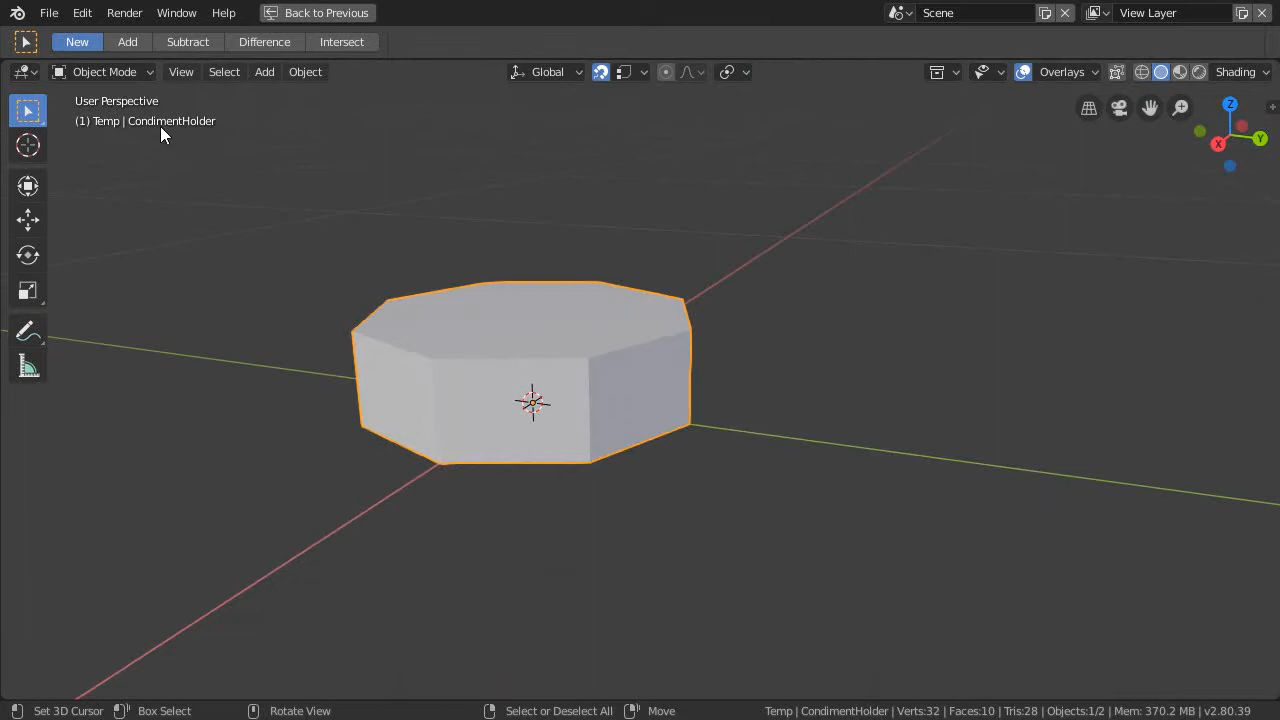 File Edit Render Window Help Back to Previous Scene View Layer
New Add Subtract Difference Intersect
Object Mode View Select Add Object Global Overlays Shading
User Perspective
(1) Temp | CondimentHolder
Z
Y
X
Set 3D Cursor Box Select Rotate View Select or Deselect All Move Temp | CondimentHolder | Verts:32 | Faces:10 | Tris:28 | Objects:1/2 | Mem: 370.2 MB | v2.80.39